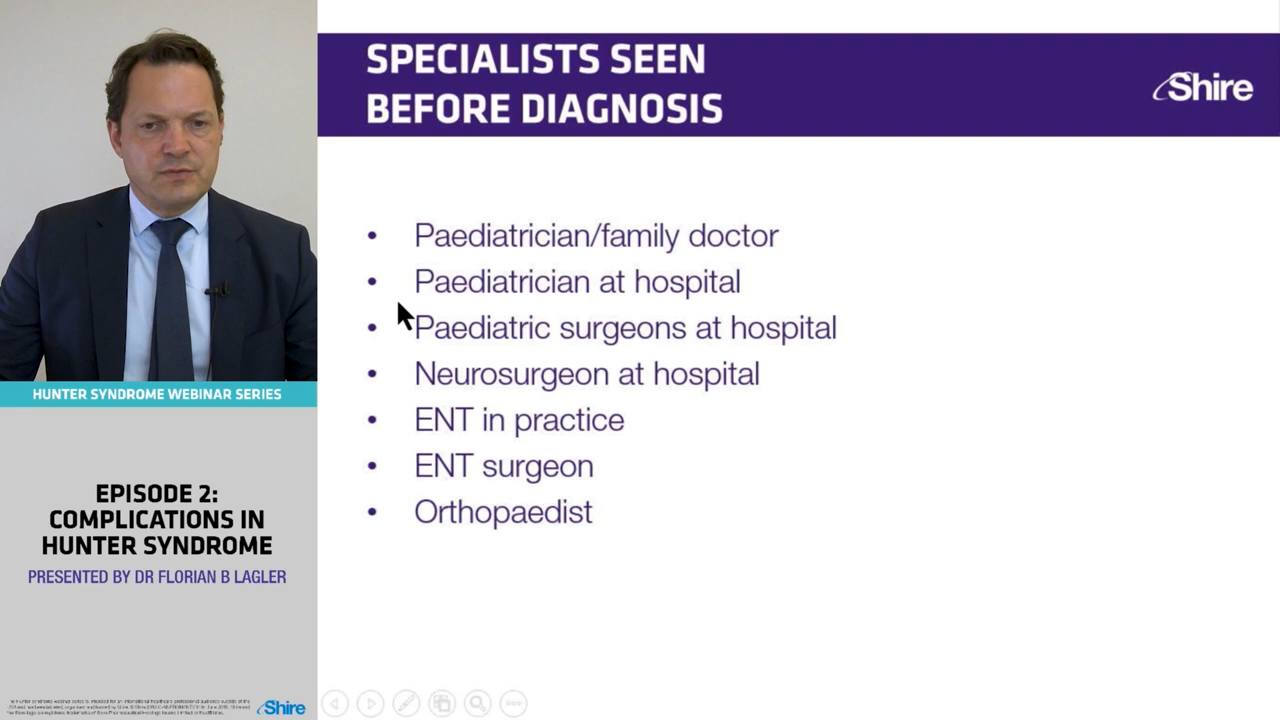 SPECIALISTS SEEN
BEFORE DIAGNOSIS
Shire
• Paediatrician/family doctor
• Paediatrician at hospital
• Paediatric surgeons at hospital
• Neurosurgeon at hospital
• ENT in practice
• ENT surgeon
• Orthopaedist
HUNTER SYNDROME WEBINAR SERIES
EPISODE 2:
COMPLICATIONS IN
HUNTER SYNDROME
PRESENTED BY DR FLORIAN B LAGLER
Shire